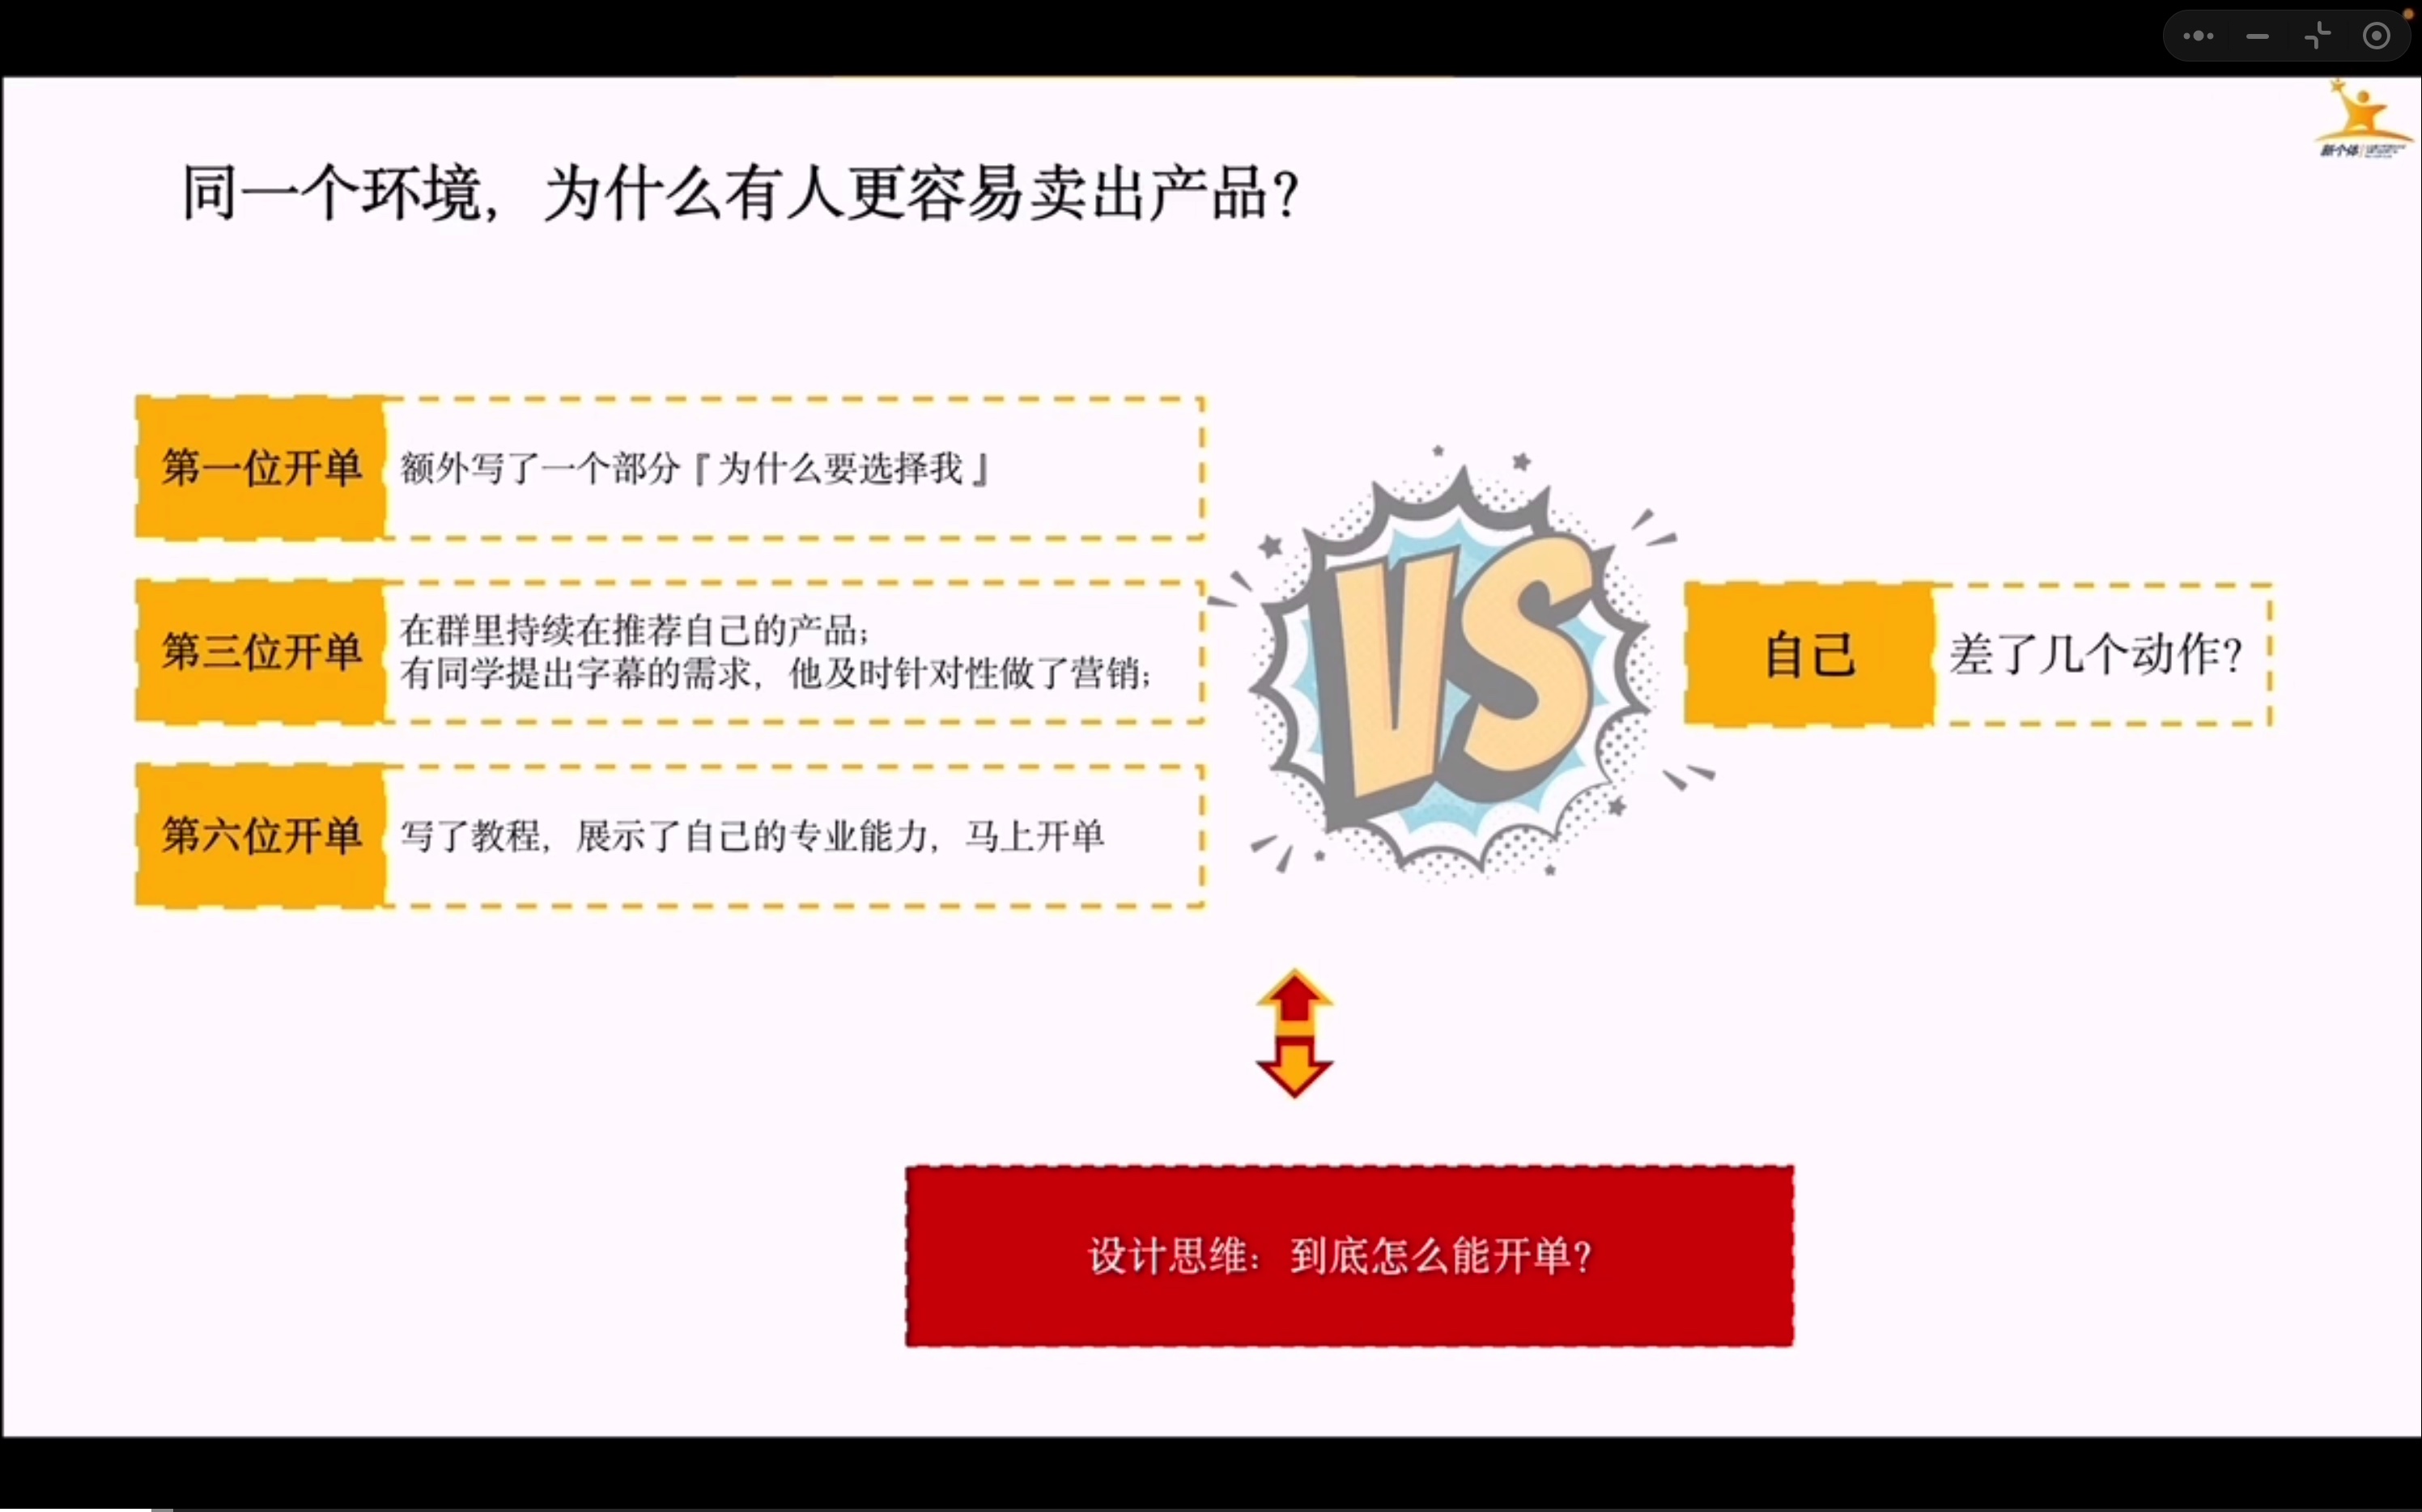 同一个环境，为什么有人更容易卖出产品？
第一位开单
额外写了一个部分『为什么要选择我』
第三位开单
在群里持续在推荐自己的产品；
有同学提出字幕的需求，他及时针对性做了营销；
第六位开单
写了教程，展示了自己的专业能力，马上开单
VS
自己
差了几个动作？
设计思维：到底怎么能开单？
新个体